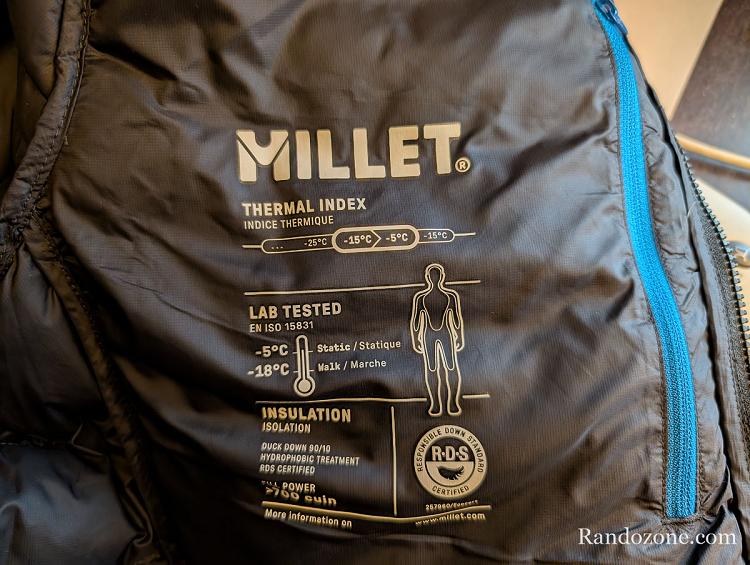 MILLET®
THERMAL INDEX
INDICE THERMIQUE
... -25°C -15°C > -5°C -15°C
LAB TESTED
EN ISO 15831
-5°C Static / Statique
-18°C Walk / Marche
INSULATION
ISOLATION
DUCK DOWN 90/10
HYDROPHOBIC TREATMENT
RDS CERTIFIED
POWER
>700 cuin
RESPONSIBLE DOWN STANDARD
R·D·S
CERTIFIED
More information on www.millet.com
Randozone.com